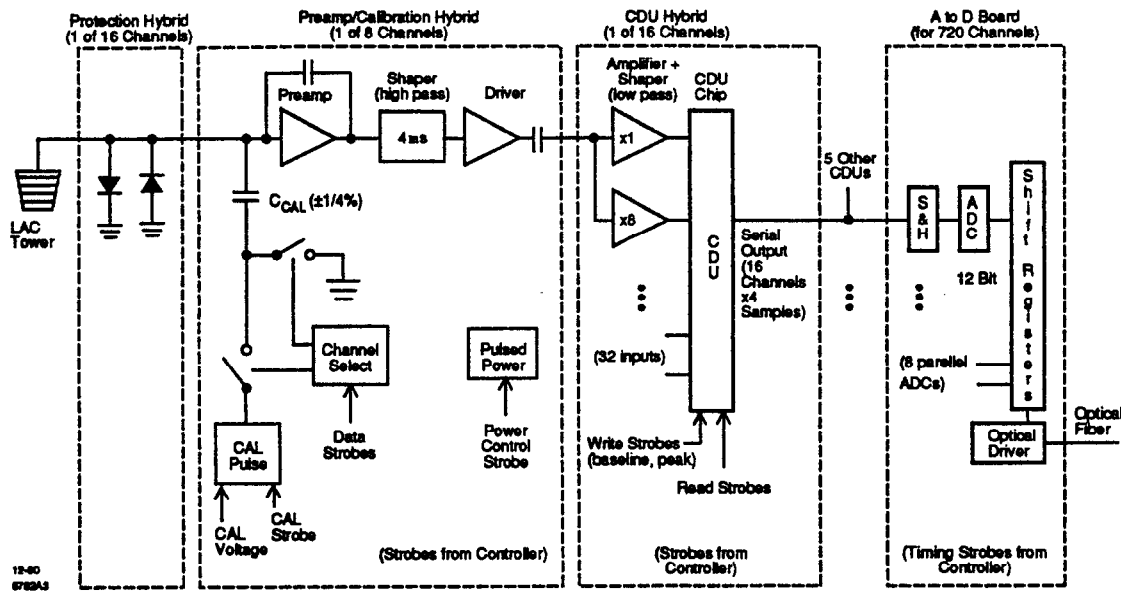 Protection Hybrid
(1 of 16 Channels)
Preamp/Calibration Hybrid
(1 of 8 Channels)
CDU Hybrid
(1 of 16 Channels)
A to D Board
(for 720 Channels)
Preamp
Shaper
(high pass)
4ms
Driver
Amplifier +
Shaper
(low pass)
CDU
Chip
x1
x8
CDU
5 Other
CDUs
S&H
ADC
12 Bit
Shift Registers
LAC
Tower
CCAL (±1/4%)
Serial
Output
(16
Channels
x4
Samples)
Channel
Select
Pulsed
Power
(32 inputs)
(8 parellel
ADCs)
Data
Strobes
Power
Control
Strobe
CAL
Pulse
Write Strobes
(baseline, peak)
Read Strobes
Optical
Driver
Optical
Fiber
CAL
Voltage
CAL
Strobe
(Strobes from Controller)
(Strobes from
Controller)
(Timing Strobes from
Controller)
12-90
6782A3